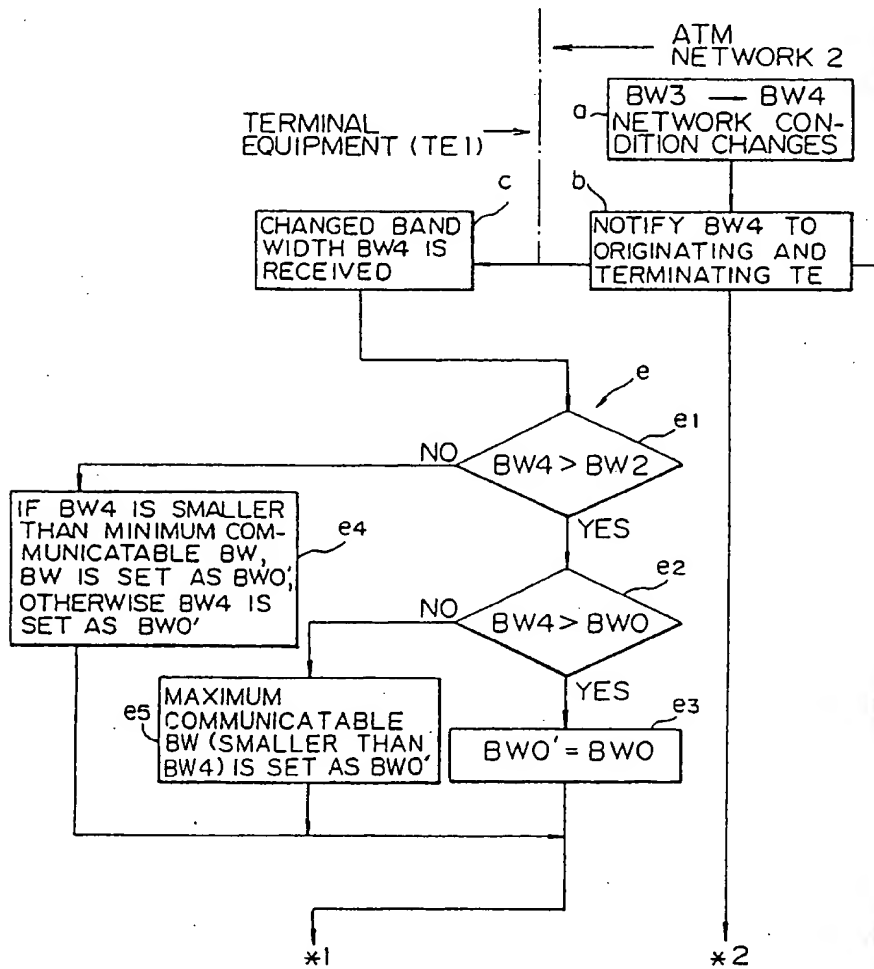 ATM
NETWORK 2
BW3 → BW4
NETWORK CON-
DITION CHANGES
a
TERMINAL
EQUIPMENT (TE1)
c
b
CHANGED BAND
WIDTH BW4 IS
RECEIVED
NOTIFY BW4 TO
ORIGINATING AND
TERMINATING TE
e
e1
NO
BW4 > BW2
YES
IF BW4 IS SMALLER
THAN MINIMUM COM-
MUNICATABLE BW,
BW IS SET AS BW0',
OTHERWISE BW4 IS
SET AS BW0'
e4
e2
NO
BW4 > BW0
YES
e5
MAXIMUM
COMMUNICATABLE
BW (SMALLER THAN
BW4) IS SET AS BW0'
e3
BW0' = BW0
*1
*2